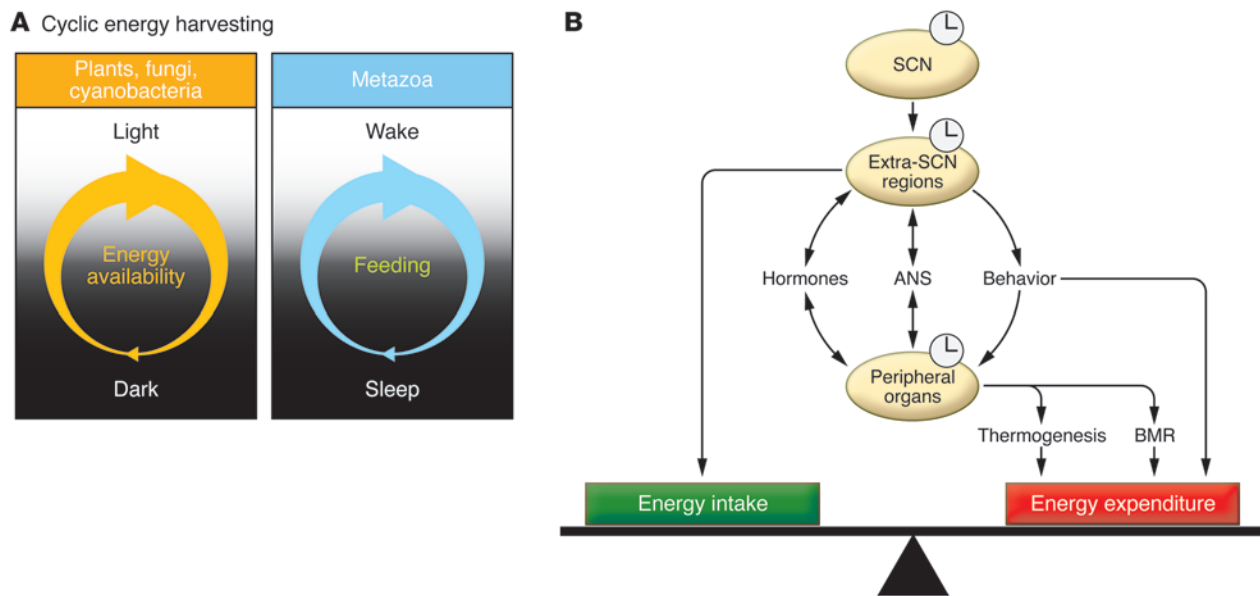 A Cyclic energy harvesting
Plants, fungi,
cyanobacteria
Light
Energy
availability
Dark
Metazoa
Wake
Feeding
Sleep
B
SCN
Extra-SCN
regions
Hormones
ANS
Behavior
Peripheral
organs
Thermogenesis
BMR
Energy intake
Energy expenditure